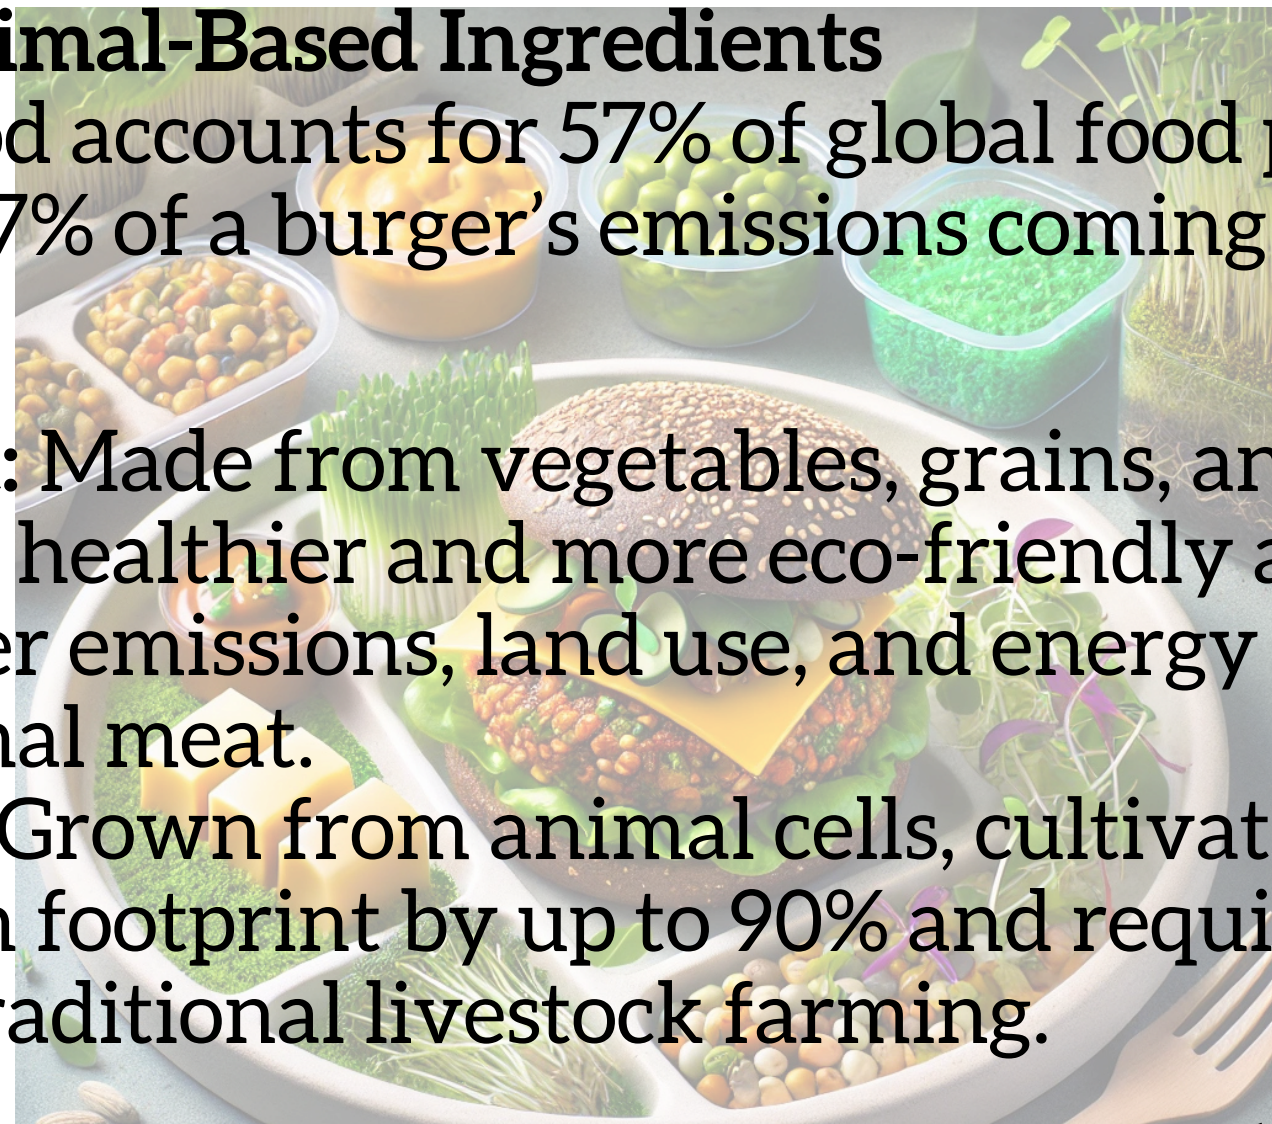 imal-Based Ingredients
d accounts for 57% of global food
7% of a burger’s emissions coming
: Made from vegetables, grains, an
healthier and more eco-friendly a
er emissions, land use, and energy
nal meat.
Grown from animal cells, cultivat
n footprint by up to 90% and requi
raditional livestock farming.